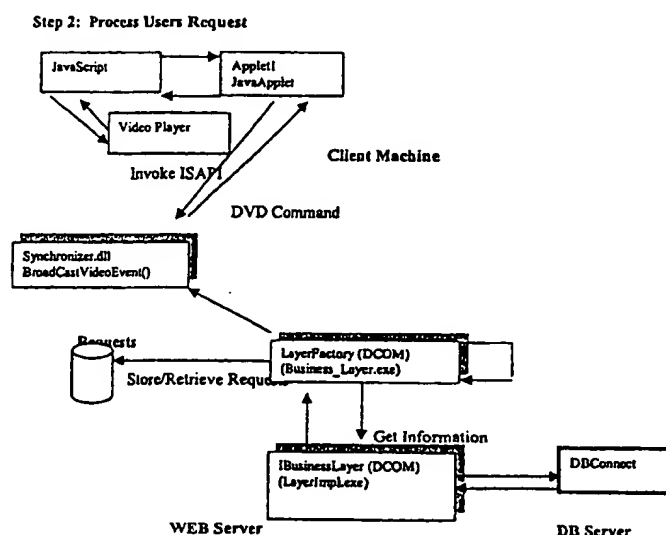 Step 2: Process Users Request
JavaScript
Applet1
JavaApplet
Video Player
Client Machine
Invoke ISAPI
DVD Command
Synchronizer.dll
BroadCastVideoEvent()
Requests
LayerFactory (DCOM)
(Business_Layer.exe)
Store/Retrieve Requests
Get Information
IBusinessLayer (DCOM)
(LayerImpl.exe)
DBConnect
WEB Server
DB Server